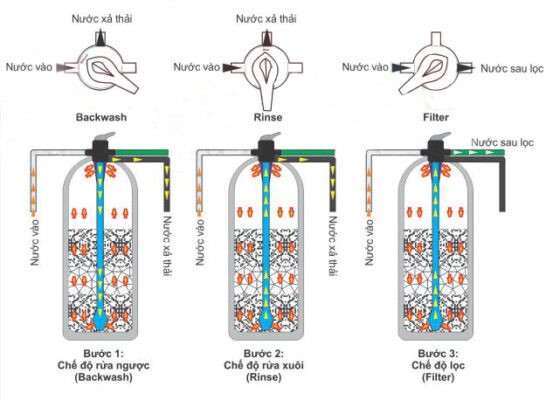 Nước xả thải
Nước xả thải
Nước vào
Nước vào
Nước vào
Nước sau lọc
Backwash
Rinse
Filter
Nước sau lọc
Nước vào
Nước xả thải
Nước vào
Nước xả thải
Nước vào
Bước 1:
Chế độ rửa ngược
(Backwash)
Bước 2:
Chế độ rửa xuôi
(Rinse)
Bước 3:
Chế độ lọc
(Filter)